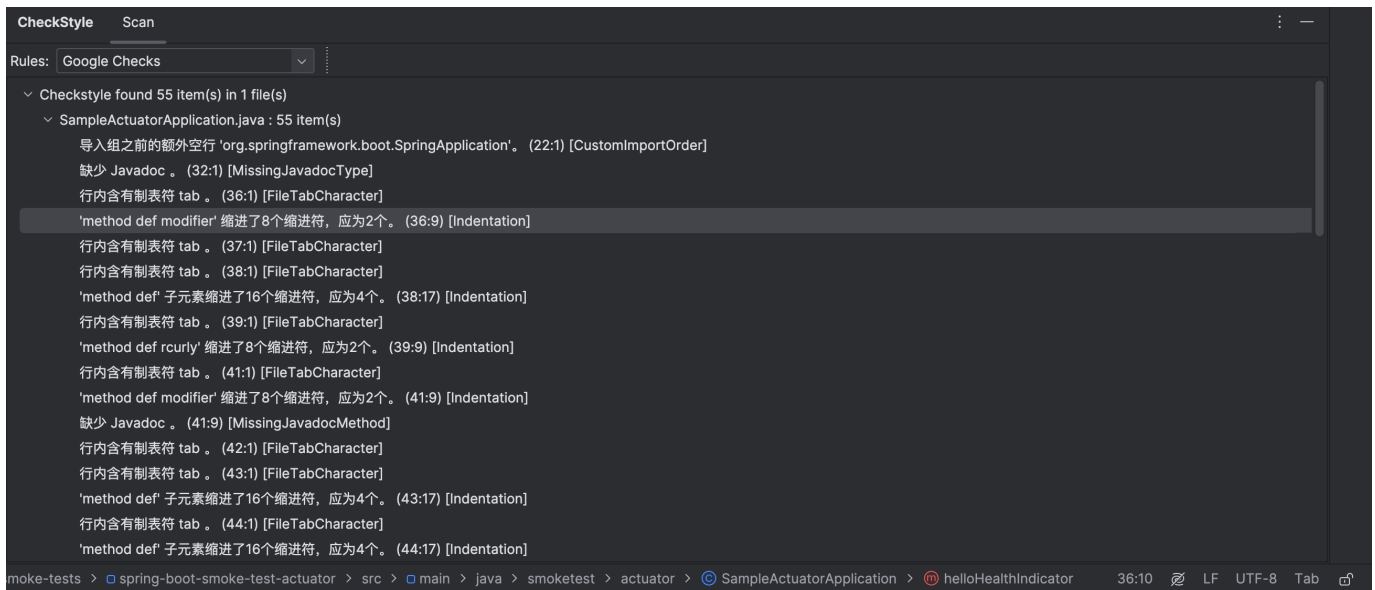 CheckStyle Scan
Rules: Google Checks
Checkstyle found 55 item(s) in 1 file(s)
SampleActuatorApplication.java : 55 item(s)
导入组之前的额外空行 'org.springframework.boot.SpringApplication'。 (22:1) [CustomImportOrder]
缺少 Javadoc 。 (32:1) [MissingJavadocType]
行内含有制表符 tab 。 (36:1) [FileTabCharacter]
'method def modifier' 缩进了8个缩进符，应为2个。 (36:9) [Indentation]
行内含有制表符 tab 。 (37:1) [FileTabCharacter]
行内含有制表符 tab 。 (38:1) [FileTabCharacter]
'method def' 子元素缩进了16个缩进符，应为4个。 (38:17) [Indentation]
行内含有制表符 tab 。 (39:1) [FileTabCharacter]
'method def rcurly' 缩进了8个缩进符，应为2个。 (39:9) [Indentation]
行内含有制表符 tab 。 (41:1) [FileTabCharacter]
'method def modifier' 缩进了8个缩进符，应为2个。 (41:9) [Indentation]
缺少 Javadoc 。 (41:9) [MissingJavadocMethod]
行内含有制表符 tab 。 (42:1) [FileTabCharacter]
行内含有制表符 tab 。 (43:1) [FileTabCharacter]
'method def' 子元素缩进了16个缩进符，应为4个。 (43:17) [Indentation]
行内含有制表符 tab 。 (44:1) [FileTabCharacter]
'method def' 子元素缩进了16个缩进符，应为4个。 (44:17) [Indentation]
smoke-tests > spring-boot-smoke-test-actuator > src > main > java > smoketest > actuator > SampleActuatorApplication > helloHealthIndicator 36:10 LF UTF-8 Tab